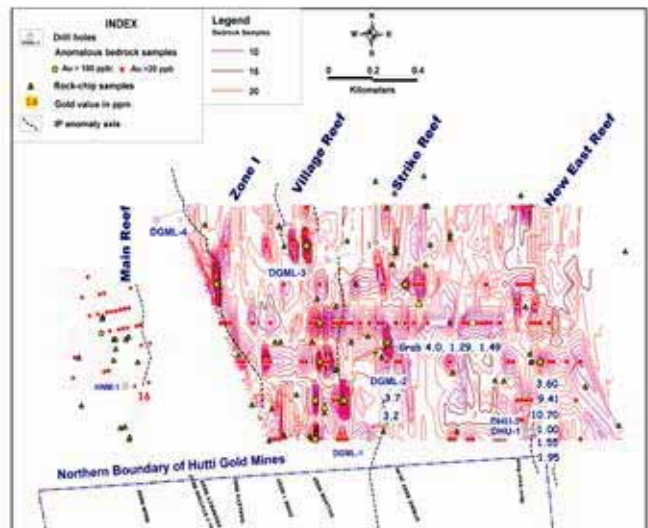 INDEX
Drill holes
Anomalous bedrock samples
Au > 100 ppb
Au >20 ppb
Rock-chip samples
Gold value in ppm
IP anomaly axis
Legend
Bedrock Samples
10
15
20
0 0.2 0.4
Kilometers
Main Reef
Zone I
Village Reef
Strike Reef
New East Reef
DGML-4
DGML-3
Grab 4.0, 1.29, 1.49
DGML-2
3.7
3.2
DGML-1
16
3.60
9.41
10.70
1.00
1.55
1.95
DHU-1
Northern Boundary of Hutti Gold Mines